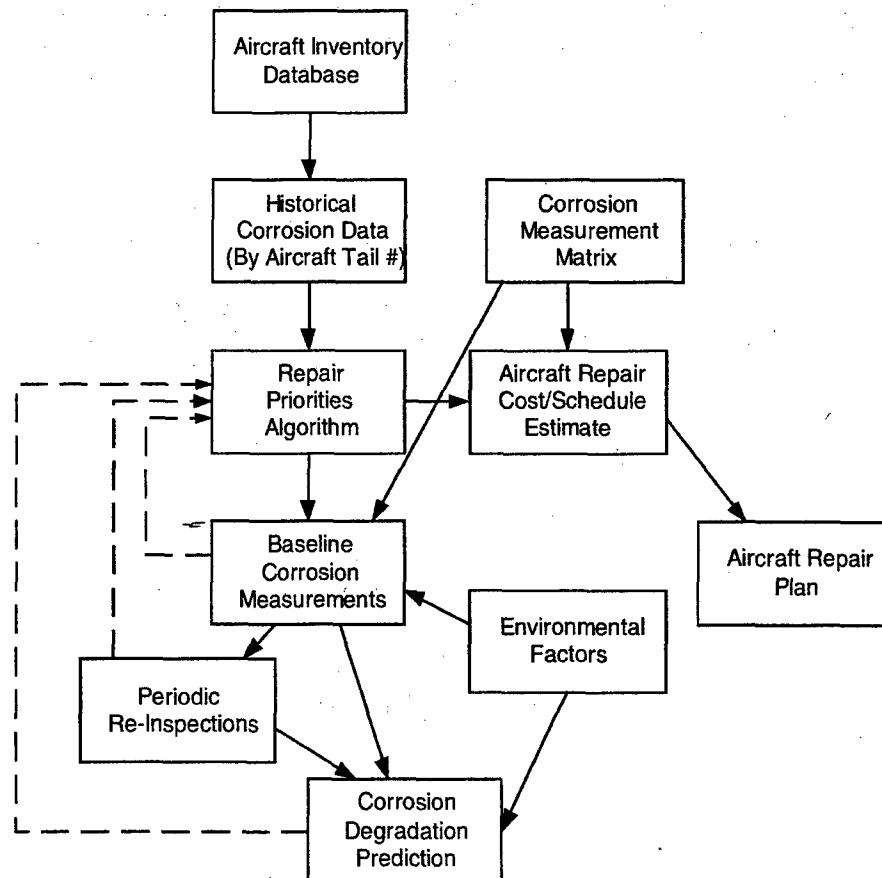 Aircraft Inventory
Database
Historical
Corrosion Data
(By Aircraft Tail #)
Corrosion
Measurement
Matrix
Repair
Priorities
Algorithm
Aircraft Repair
Cost/Schedule
Estimate
Baseline
Corrosion
Measurements
Aircraft Repair
Plan
Environmental
Factors
Periodic
Re-Inspections
Corrosion
Degradation
Prediction